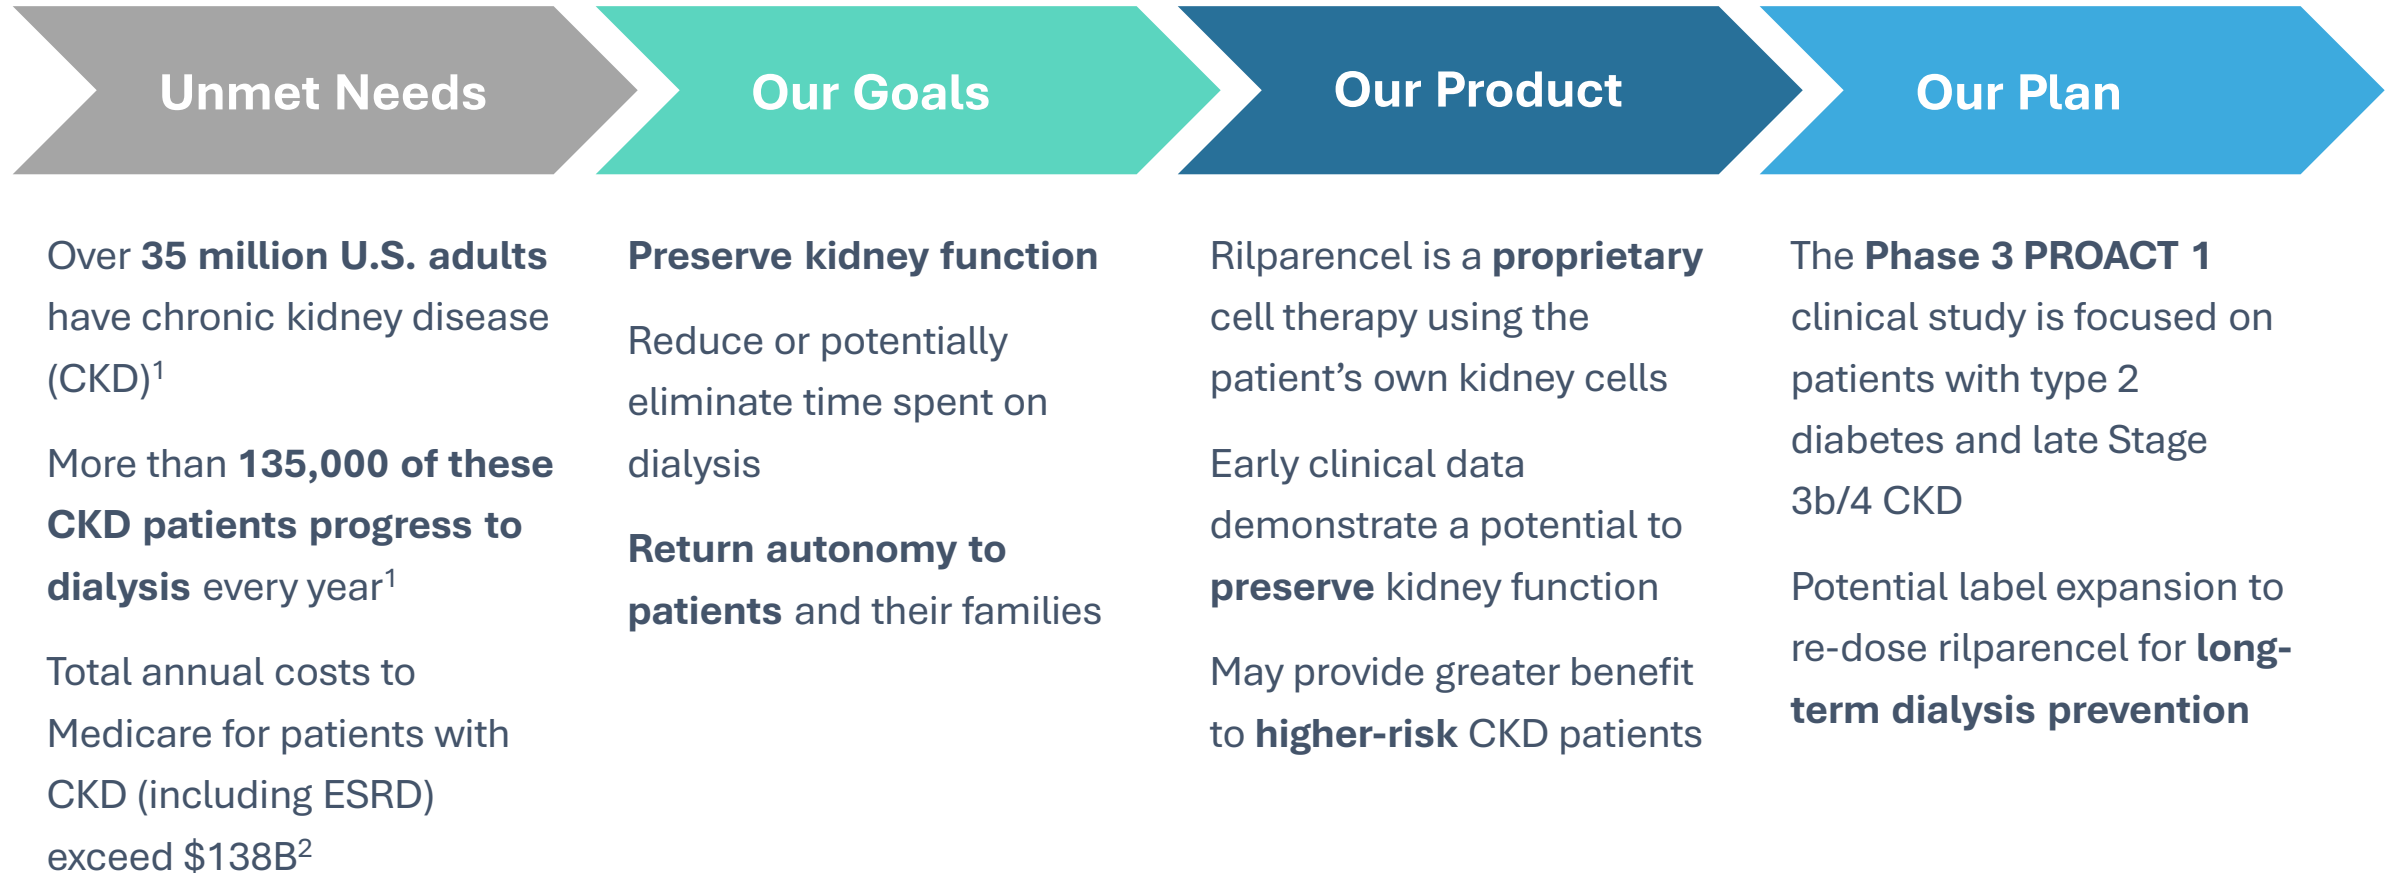 Unmet Needs
Over 35 million U.S. adults
have chronic kidney disease
(CKD)¹
More than 135,000 of these
CKD patients progress to
dialysis every year¹
Total annual costs to
Medicare for patients with
CKD (including ESRD)
exceed $138B²
Our Goals
Preserve kidney function
Reduce or potentially
eliminate time spent on
dialysis
Return autonomy to
patients and their families
Our Product
Rilparencel is a proprietary
cell therapy using the
patient’s own kidney cells
Early clinical data
demonstrate a potential to
preserve kidney function
May provide greater benefit
to higher-risk CKD patients
Our Plan
The Phase 3 PROACT 1
clinical study is focused on
patients with type 2
diabetes and late Stage
3b/4 CKD
Potential label expansion to
re-dose rilparencel for long-
term dialysis prevention